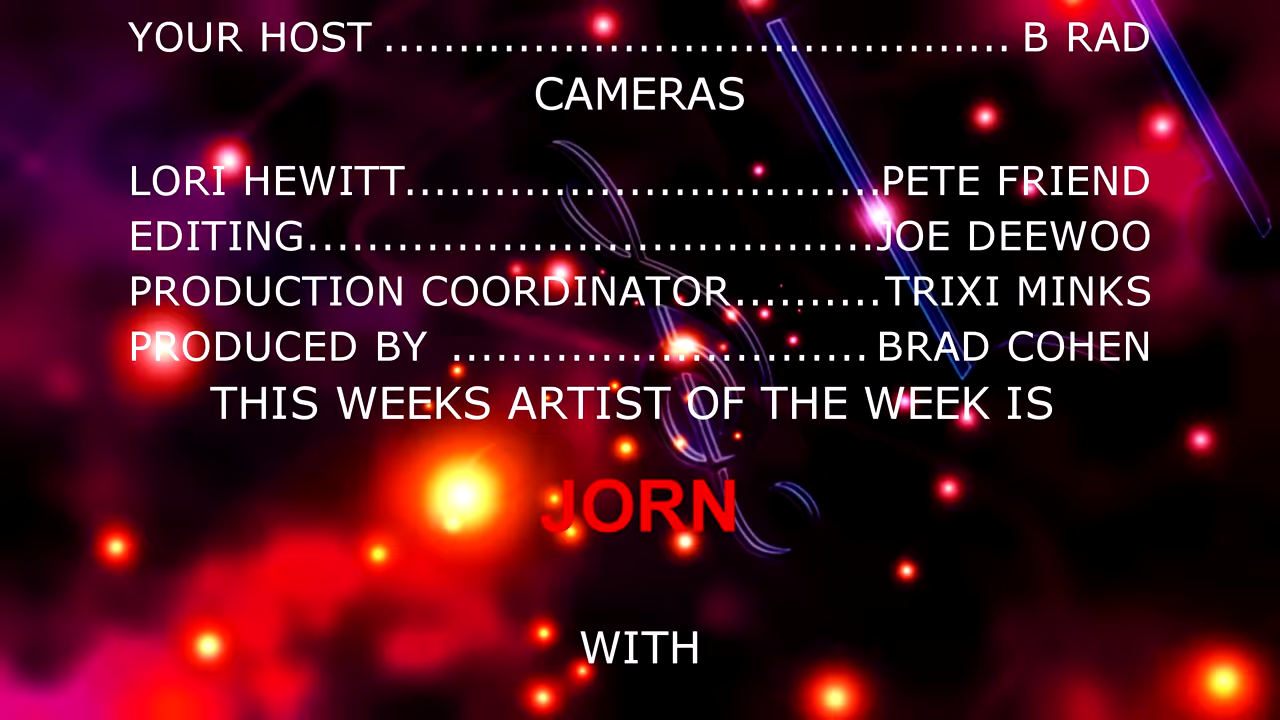 YOUR HOST .......................................... B RAD
CAMERAS
LORI HEWITT................................PETE FRIEND
EDITING......................................JOE DEEWOO
PRODUCTION COORDINATOR..........TRIXI MINKS
PRODUCED BY ............................ BRAD COHEN
THIS WEEKS ARTIST OF THE WEEK IS
JORN
WITH